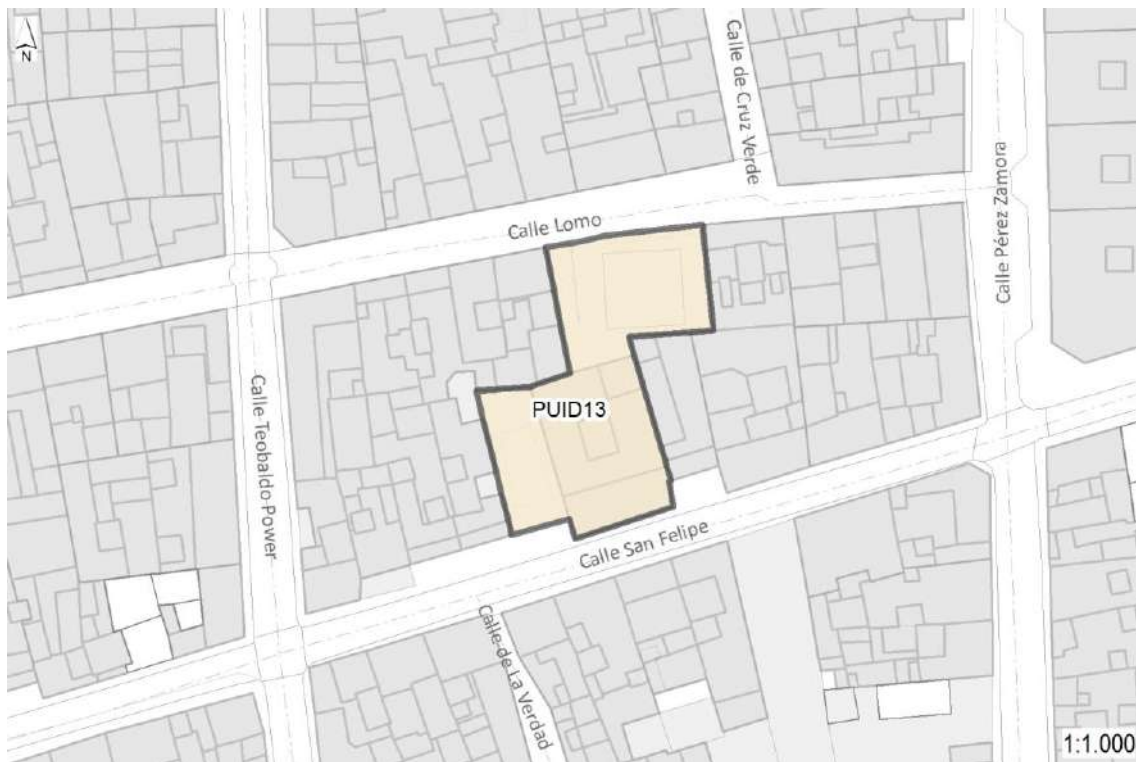 N
Calle de Cruz Verde
Calle Pérez Zamora
Calle Lomo
Calle Teobaldo Power
PUID13
Calle San Felipe
Calle de La Verdad
1:1.000